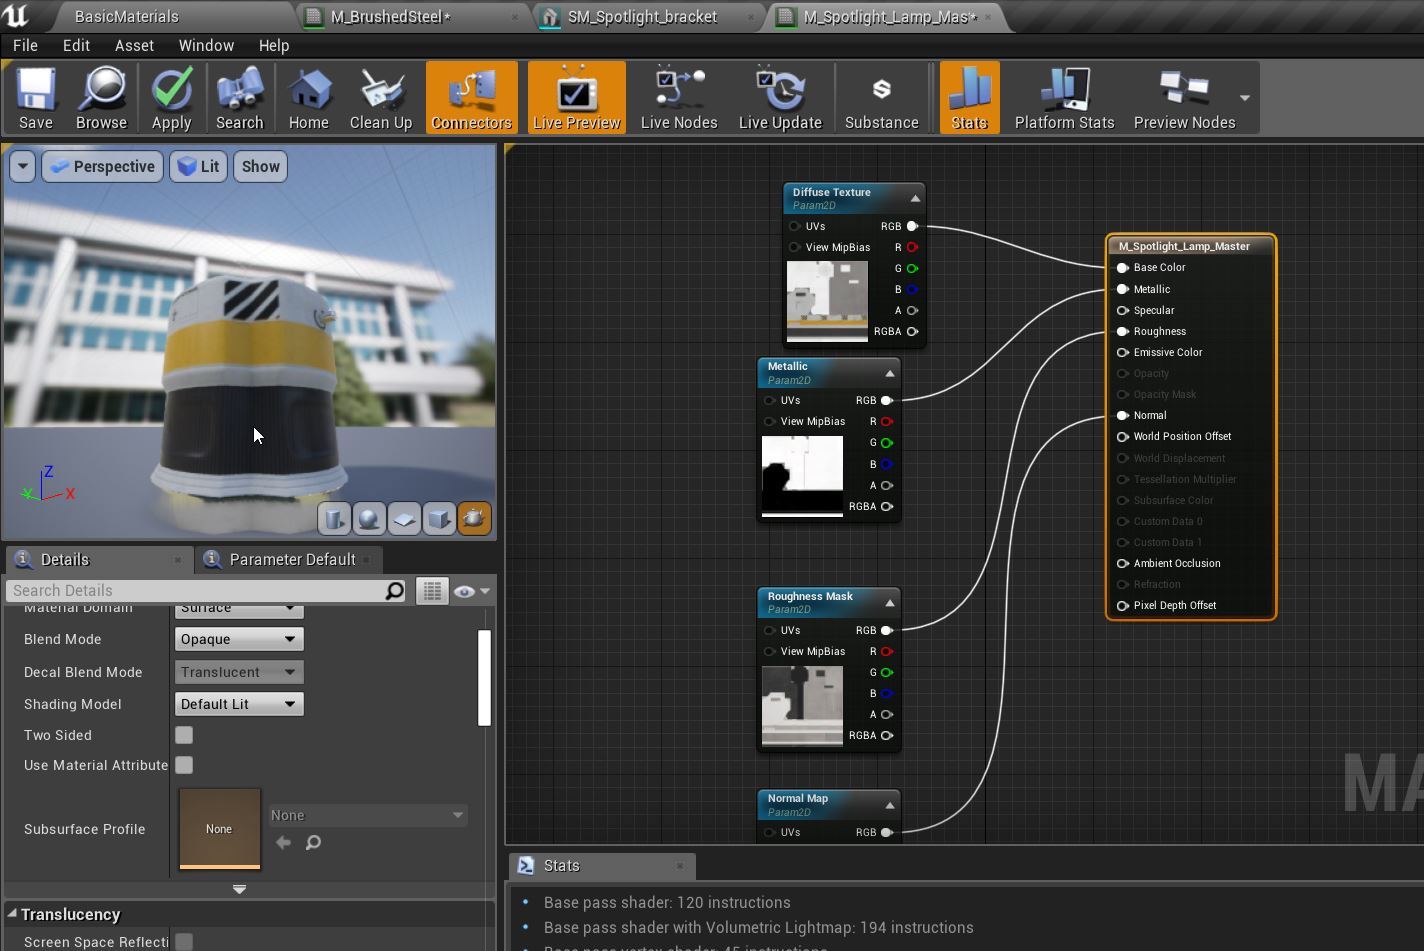 BasicMaterials
M_BrushedSteel*
SM_Spotlight_bracket
M_Spotlight_Lamp_Mas*
File Edit Asset Window Help
Save Browse Apply Search Home Clean Up Connectors Live Preview Live Nodes Live Update Substance Stats Platform Stats Preview Nodes
Perspective Lit Show
Z
Y X
Details
Parameter Default
Search Details
Material Domain Surface
Blend Mode Opaque
Decal Blend Mode Translucent
Shading Model Default Lit
Two Sided
Use Material Attribute
Subsurface Profile None None
Translucency
Screen Space Reflecti
Diffuse Texture
Param2D
UVs RGB
View MipBias R
G
B
A
RGBA
Metallic
Param2D
UVs RGB
View MipBias R
G
B
A
RGBA
Roughness Mask
Param2D
UVs RGB
View MipBias R
G
B
A
RGBA
Normal Map
Param2D
UVs RGB
M_Spotlight_Lamp_Master
Base Color
Metallic
Specular
Roughness
Emissive Color
Opacity
Opacity Mask
Normal
World Position Offset
World Displacement
Tessellation Multiplier
Subsurface Color
Custom Data 0
Custom Data 1
Ambient Occlusion
Refraction
Pixel Depth Offset
MA
Stats
Base pass shader: 120 instructions
Base pass shader with Volumetric Lightmap: 194 instructions
Base pass vertex shader: 45 instructions